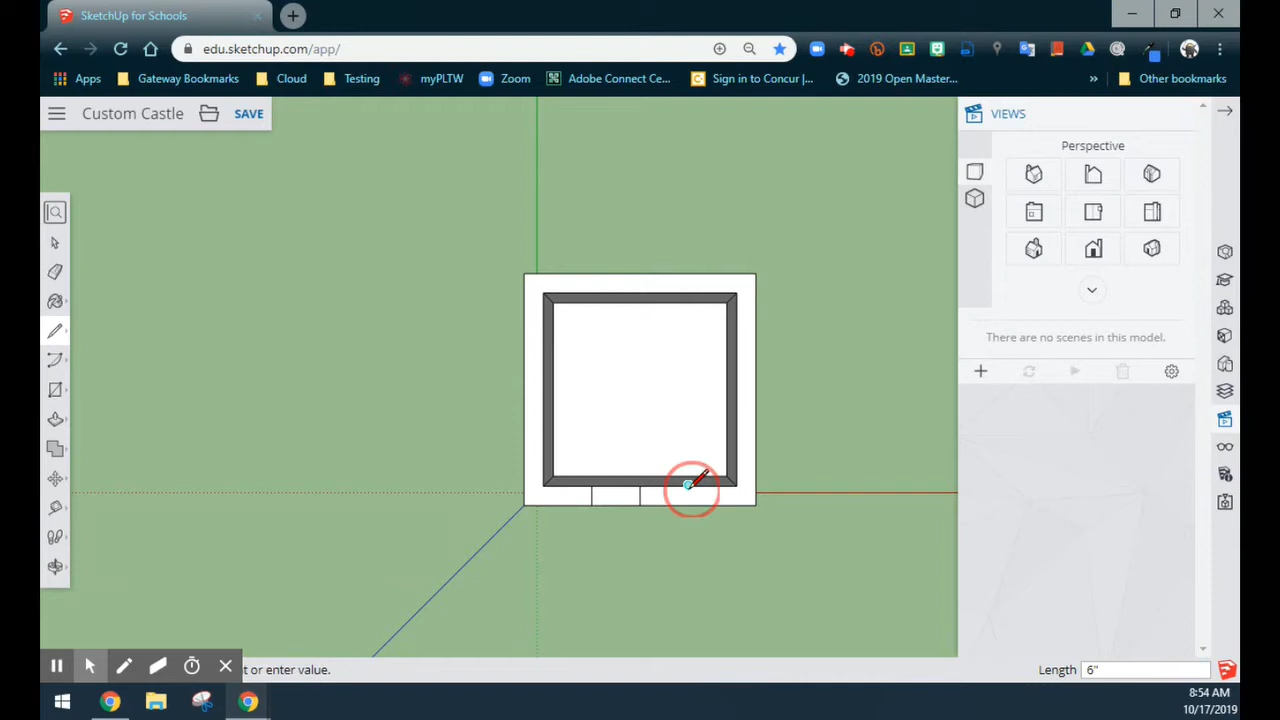 SketchUp for Schools
edu.sketchup.com/app/
Apps Gateway Bookmarks Cloud Testing myPLTW Zoom Adobe Connect Ce... Sign in to Concur |... 2019 Open Master... » Other bookmarks
Custom Castle SAVE
VIEWS
Perspective
There are no scenes in this model.
t or enter value.
Length 6"
8:54 AM
10/17/2019